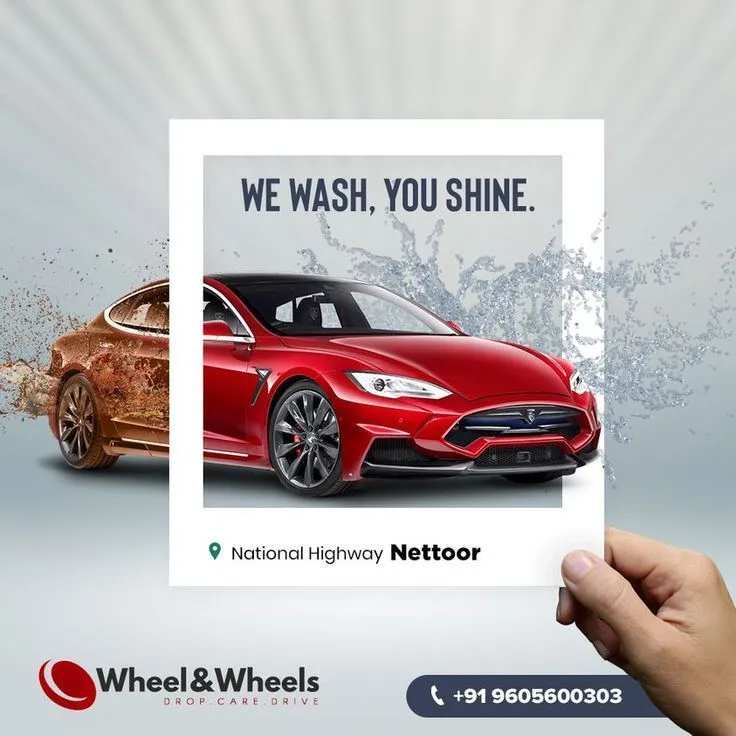 WE WASH, YOU SHINE.
National Highway Nettoor
Wheel&Wheels
DROP.CARE.DRIVE
+91 9605600303